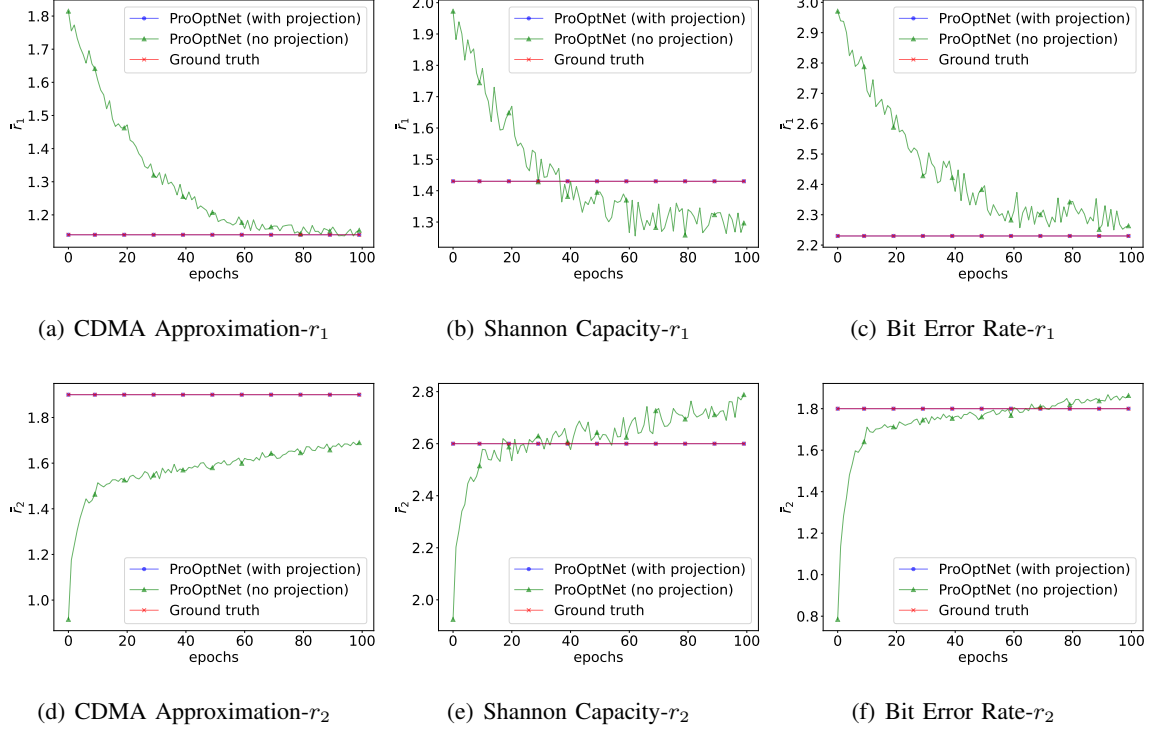 ProOptNet (with projection)
ProOptNet (no projection)
Ground truth
1.8
1.7
1.6
1.5
1.4
1.3
1.2
r̄₁
0 20 40 60 80 100
epochs
(a) CDMA Approximation-r₁
ProOptNet (with projection)
ProOptNet (no projection)
Ground truth
2.0
1.9
1.8
1.7
1.6
1.5
1.4
1.3
r̄₁
0 20 40 60 80 100
epochs
(b) Shannon Capacity-r₁
ProOptNet (with projection)
ProOptNet (no projection)
Ground truth
3.0
2.9
2.8
2.7
2.6
2.5
2.4
2.3
2.2
r̄₁
0 20 40 60 80 100
epochs
(c) Bit Error Rate-r₁
1.8
1.6
1.4
1.2
1.0
r̄₂
ProOptNet (with projection)
ProOptNet (no projection)
Ground truth
0 20 40 60 80 100
epochs
(d) CDMA Approximation-r₂
2.8
2.6
2.4
2.2
2.0
r̄₂
ProOptNet (with projection)
ProOptNet (no projection)
Ground truth
0 20 40 60 80 100
epochs
(e) Shannon Capacity-r₂
1.8
1.6
1.4
1.2
1.0
0.8
r̄₂
ProOptNet (with projection)
ProOptNet (no projection)
Ground truth
0 20 40 60 80 100
epochs
(f) Bit Error Rate-r₂